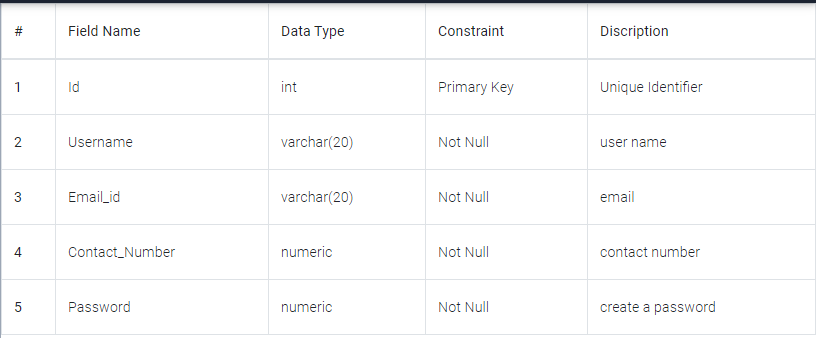 # Field Name Data Type Constraint Discription
1 Id int Primary Key Unique Identifier
2 Username varchar(20) Not Null user name
3 Email_id varchar(20) Not Null email
4 Contact_Number numeric Not Null contact number
5 Password numeric Not Null create a password